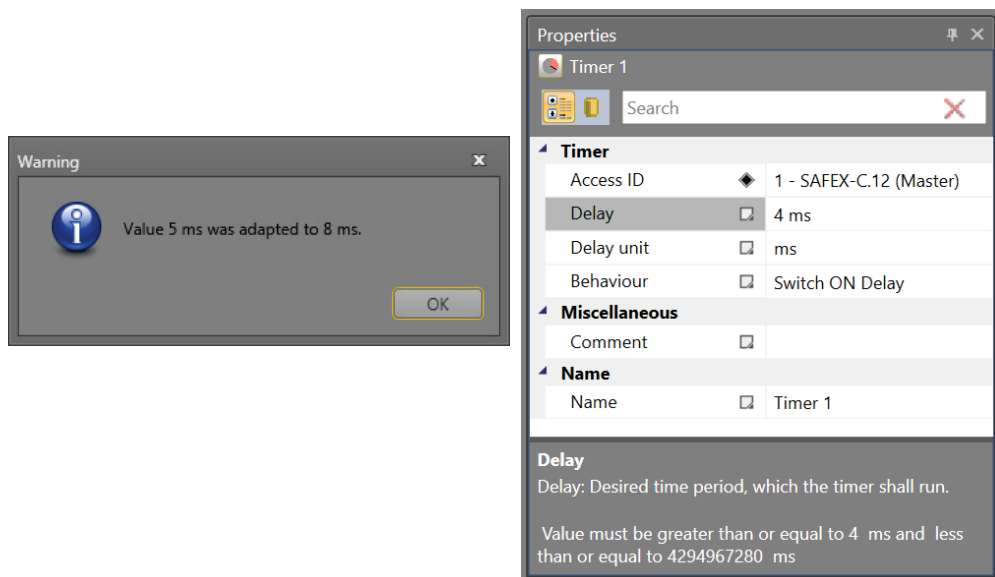 Warning
Value 5 ms was adapted to 8 ms.
OK
Properties
Timer 1
Search
Timer
Access ID 1 - SAFEX-C.12 (Master)
Delay 4 ms
Delay unit ms
Behaviour Switch ON Delay
Miscellaneous
Comment
Name
Name Timer 1
Delay
Delay: Desired time period, which the timer shall run.
Value must be greater than or equal to 4 ms and less
than or equal to 4294967280 ms